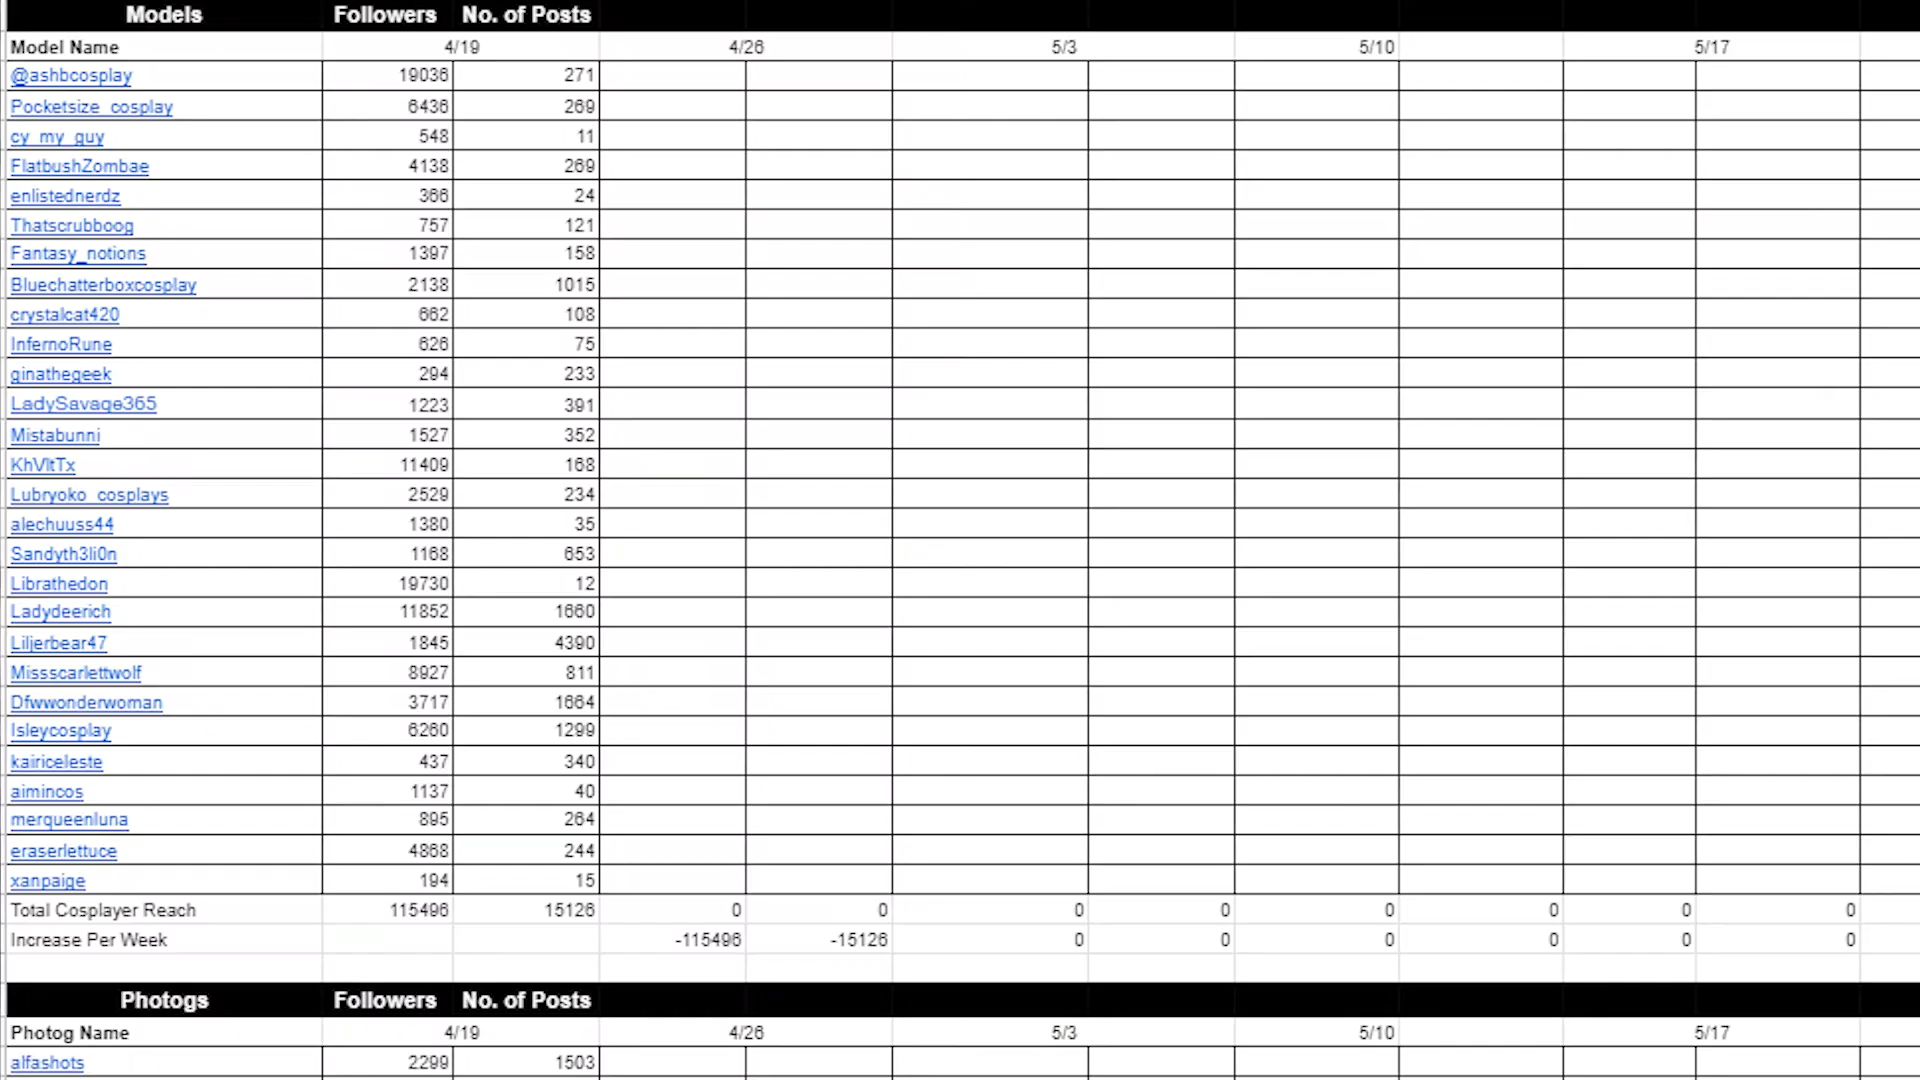 Models Followers No. of Posts
Model Name 4/19 4/26 5/3 5/10 5/17
@ashbcosplay 19036 271
Pocketsize_cosplay 6436 269
cy_my_guy 548 11
FlatbushZombae 4138 269
enlistednerdz 366 24
Thatscrubboog 757 121
Fantasy_notions 1397 158
Bluechatterboxcosplay 2138 1015
crystalcat420 662 108
InfernoRune 626 75
ginathegeek 294 233
LadySavage365 1223 391
Mistabunni 1527 352
KhVltTx 11409 168
Lubryoko_cosplays 2529 234
alechuuss44 1380 35
Sandyth3li0n 1168 653
Librathedon 19730 12
Ladydeerich 11852 1660
Liljerbear47 1845 4390
Missscarlettwolf 8927 811
Dfwwonderwoman 3717 1664
Isleycosplay 6260 1299
kairiceleste 437 340
aimincos 1137 40
merqueenluna 895 264
eraserlettuce 4868 244
xanpaige 194 15
Total Cosplayer Reach 115496 15126 0 0 0 0 0 0 0 0
Increase Per Week -115496 -15126 0 0 0 0 0 0
Photogs Followers No. of Posts
Photog Name 4/19 4/26 5/3 5/10 5/17
alfashots 2299 1503